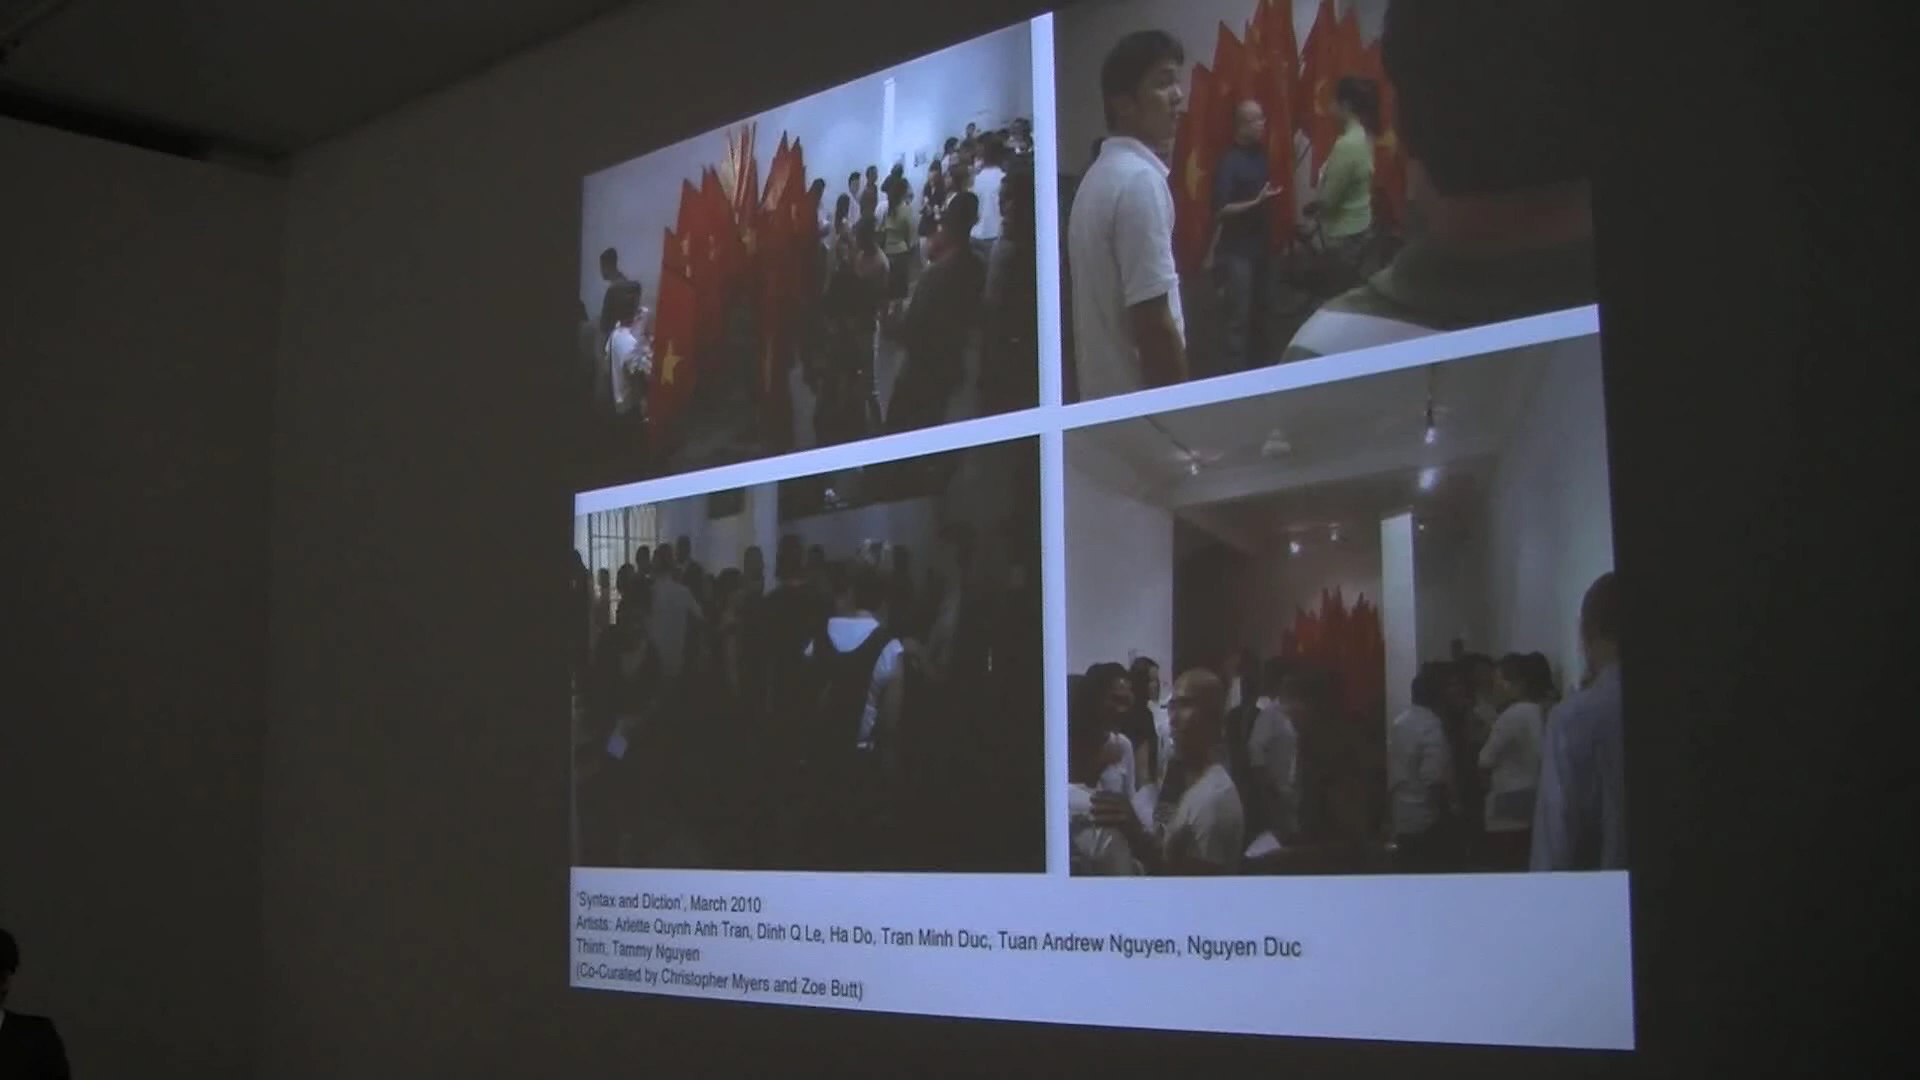 'Syntax and Diction', March 2010
Artists: Arlette Quynh Anh Tran, Dinh Q Le, Ha Do, Tran Minh Duc, Tuan Andrew Nguyen, Nguyen Duc
Thinh, Tammy Nguyen
(Co-Curated by Christopher Myers and Zoe Butt)